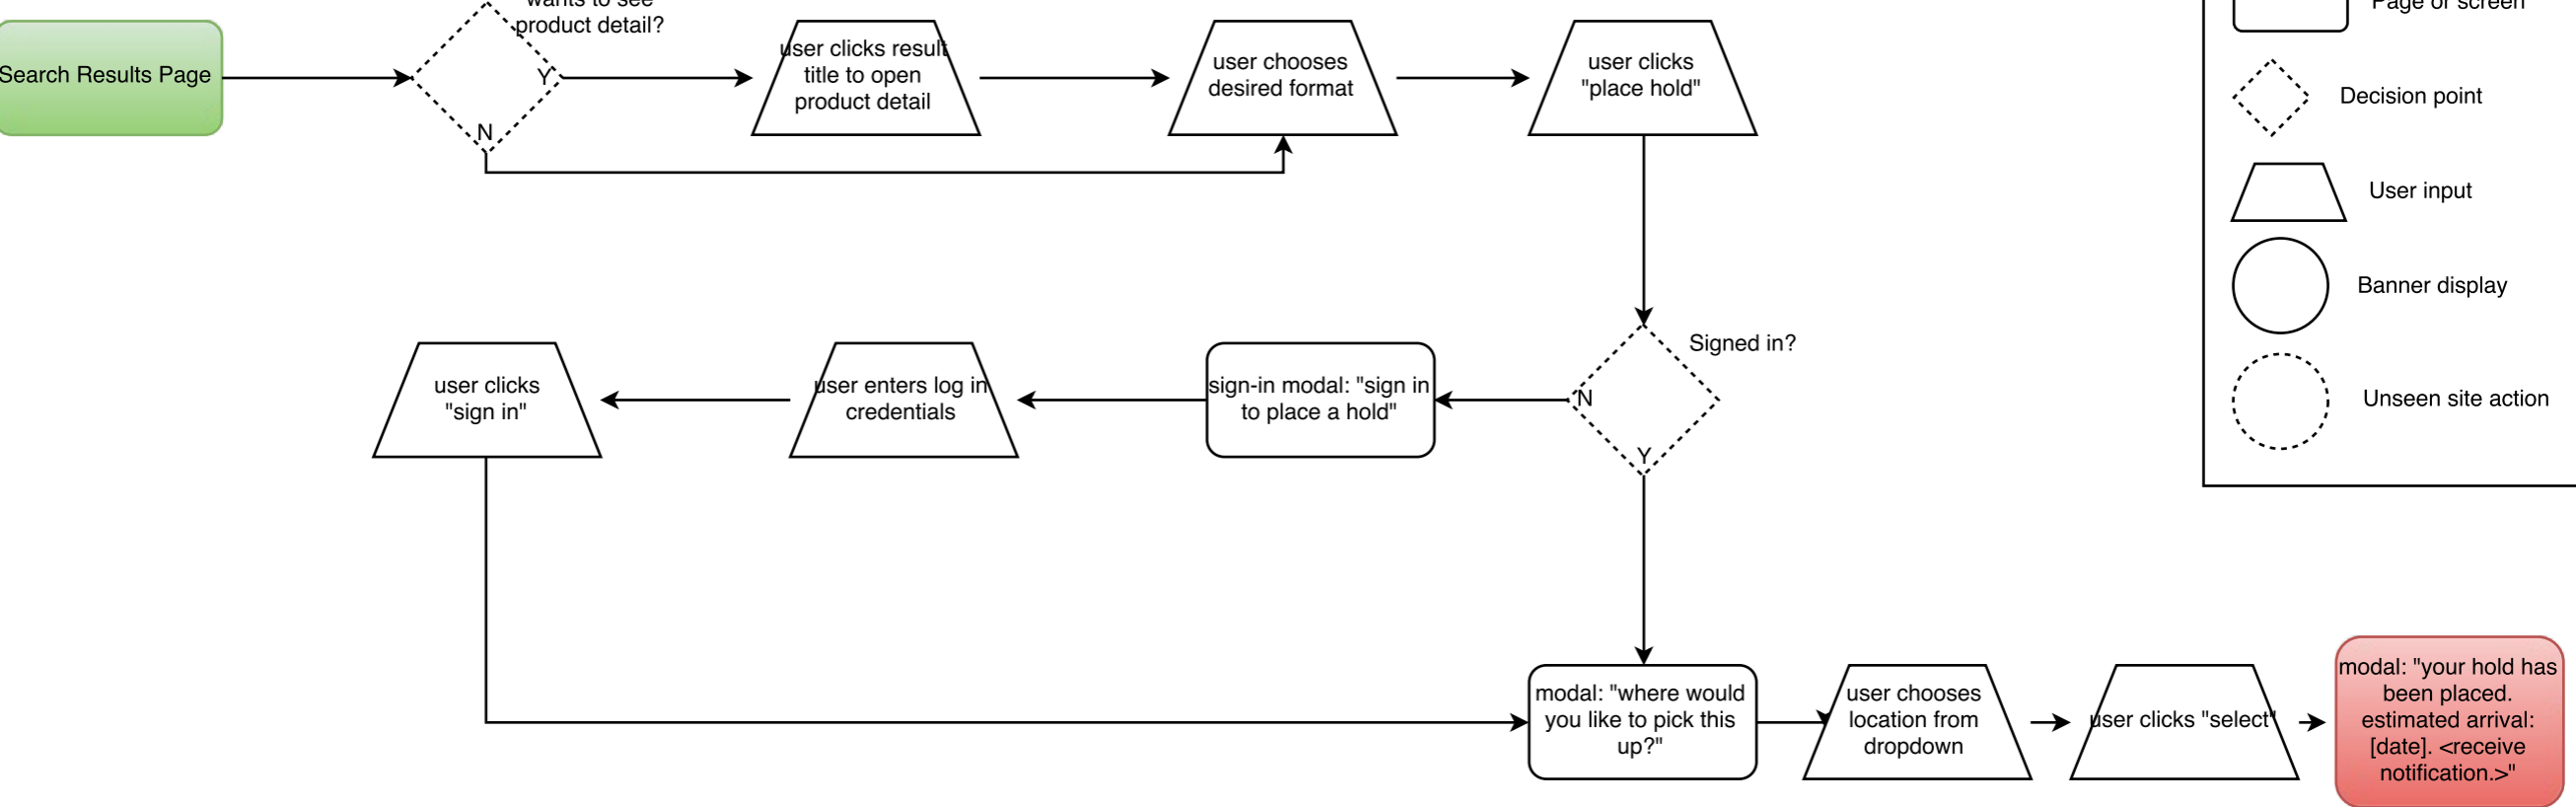 wants to see
product detail?
Search Results Page
Y
N
user clicks result
title to open
product detail
user chooses
desired format
user clicks
"place hold"
Page or screen
Decision point
User input
Banner display
Unseen site action
Signed in?
N
Y
sign-in modal: "sign in
to place a hold"
user enters log in
credentials
user clicks
"sign in"
modal: "where would
you like to pick this
up?"
user chooses
location from
dropdown
user clicks "select"
modal: "your hold has
been placed.
estimated arrival:
[date]. <receive
notification.>"